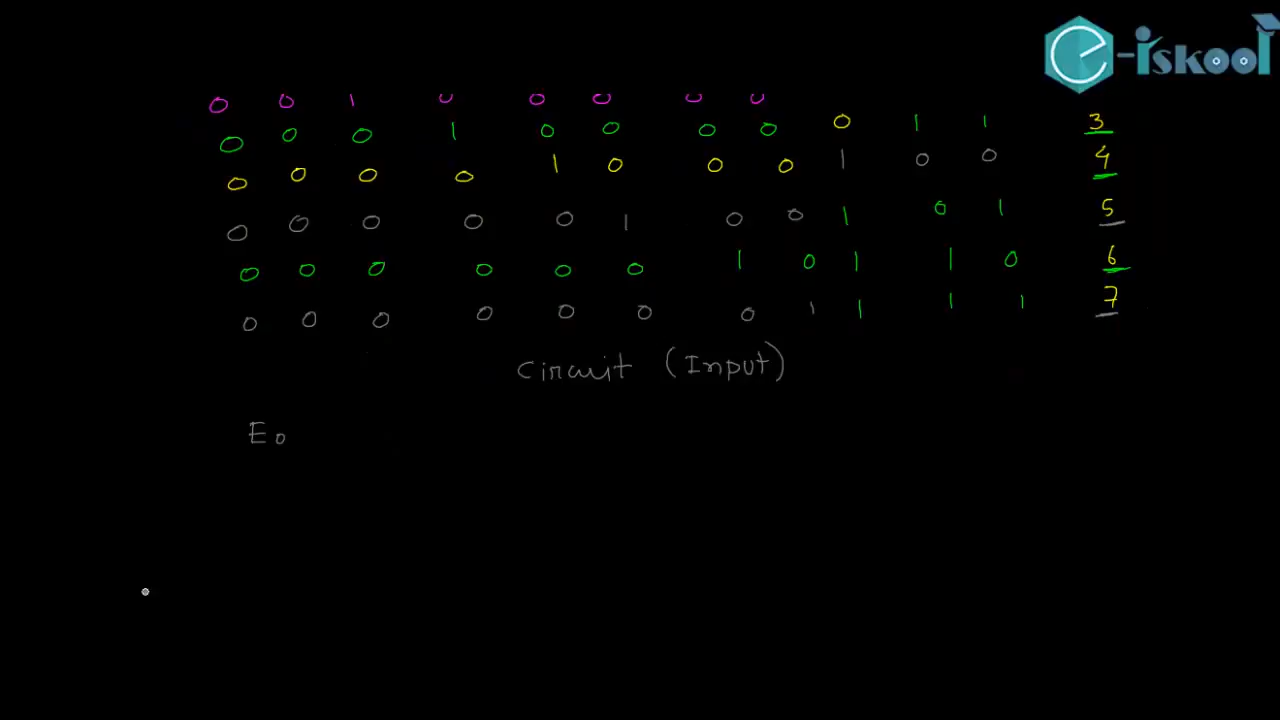 e-iskool
0 0 1 0 0 0 0 0
0 0 0 1 0 0 0 0 0 1 1 3
0 0 0 0 1 0 0 0 1 0 0 4
0 0 0 0 0 1 0 0 1 0 1 5
0 0 0 0 0 0 1 0 1 1 0 6
0 0 0 0 0 0 0 1 1 1 1 7
Circuit (Input)
E0